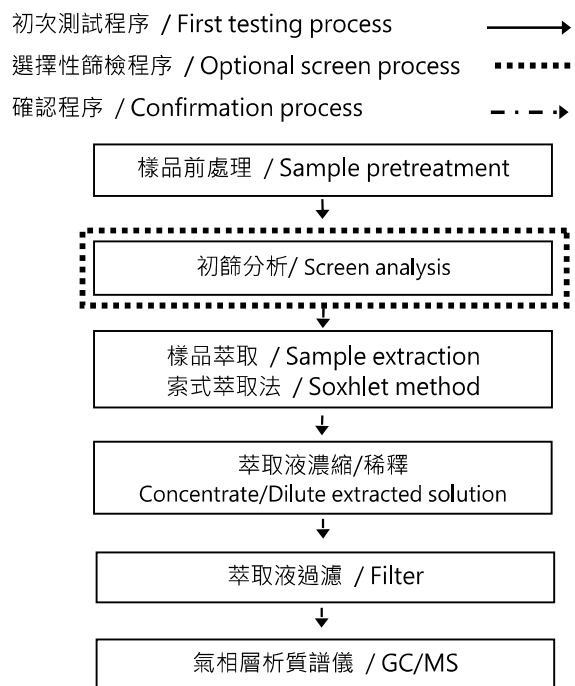 初次測試程序 / First testing process
選擇性篩檢程序 / Optional screen process
確認程序 / Confirmation process
樣品前處理 / Sample pretreatment
初篩分析/ Screen analysis
樣品萃取 / Sample extraction
索式萃取法 / Soxhlet method
萃取液濃縮/稀釋
Concentrate/Dilute extracted solution
萃取液過濾 / Filter
氣相層析質譜儀 / GC/MS